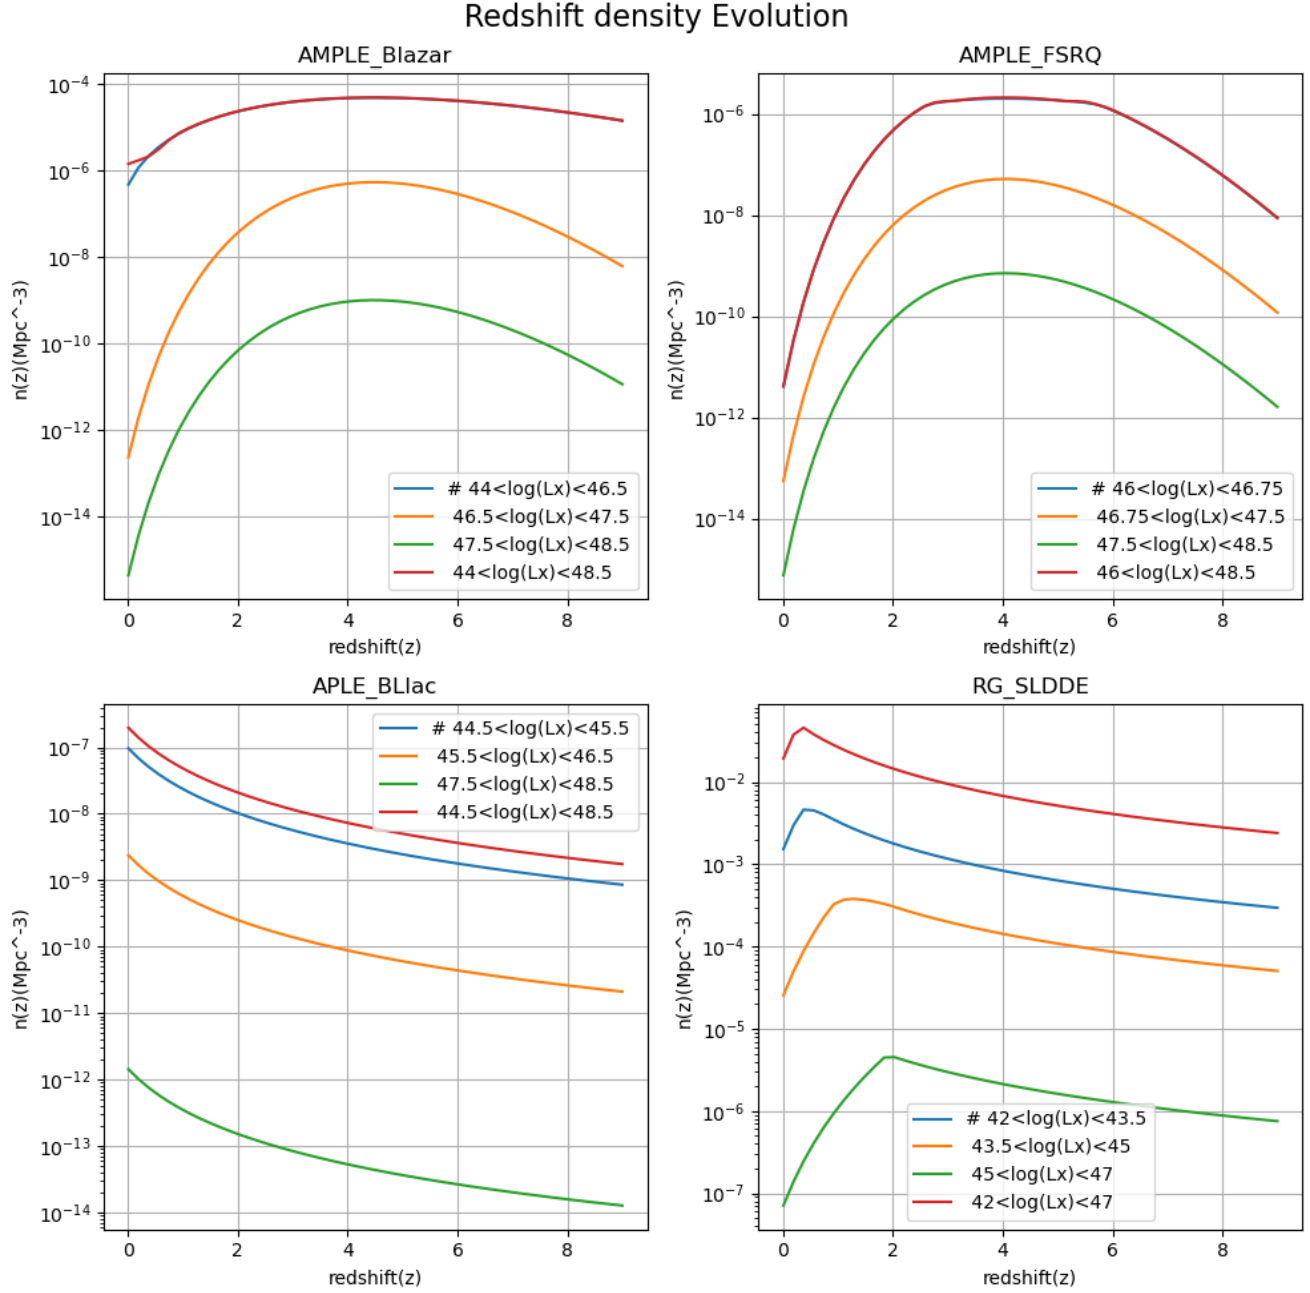 Redshift density Evolution
AMPLE_Blazar
n(z)(Mpc^-3)
10^-4
10^-6
10^-8
10^-10
10^-12
10^-14
# 44<log(Lx)<46.5
46.5<log(Lx)<47.5
47.5<log(Lx)<48.5
44<log(Lx)<48.5
0 2 4 6 8
redshift(z)
AMPLE_FSRQ
n(z)(Mpc^-3)
10^-6
10^-8
10^-10
10^-12
10^-14
# 46<log(Lx)<46.75
46.75<log(Lx)<47.5
47.5<log(Lx)<48.5
46<log(Lx)<48.5
0 2 4 6 8
redshift(z)
APLE_BLlac
n(z)(Mpc^-3)
10^-7
10^-8
10^-9
10^-10
10^-11
10^-12
10^-13
10^-14
# 44.5<log(Lx)<45.5
45.5<log(Lx)<46.5
47.5<log(Lx)<48.5
44.5<log(Lx)<48.5
0 2 4 6 8
redshift(z)
RG_SLDDE
n(z)(Mpc^-3)
10^-2
10^-3
10^-4
10^-5
10^-6
10^-7
# 42<log(Lx)<43.5
43.5<log(Lx)<45
45<log(Lx)<47
42<log(Lx)<47
0 2 4 6 8
redshift(z)